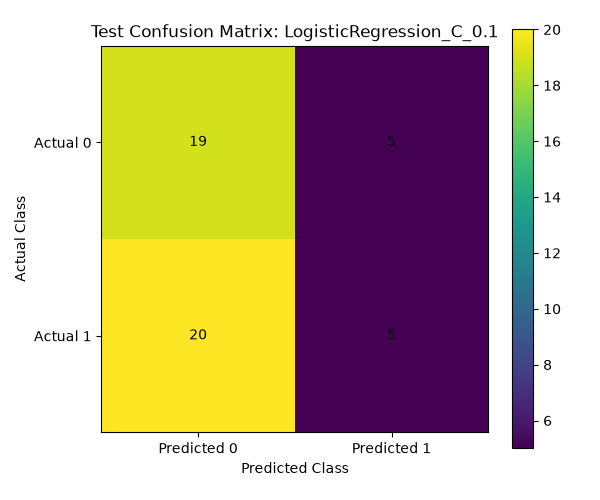 Test Confusion Matrix: LogisticRegression_C_0.1
Actual Class
Actual 0
19
5
Actual 1
20
5
Predicted 0
Predicted 1
Predicted Class
20
18
16
14
12
10
8
6